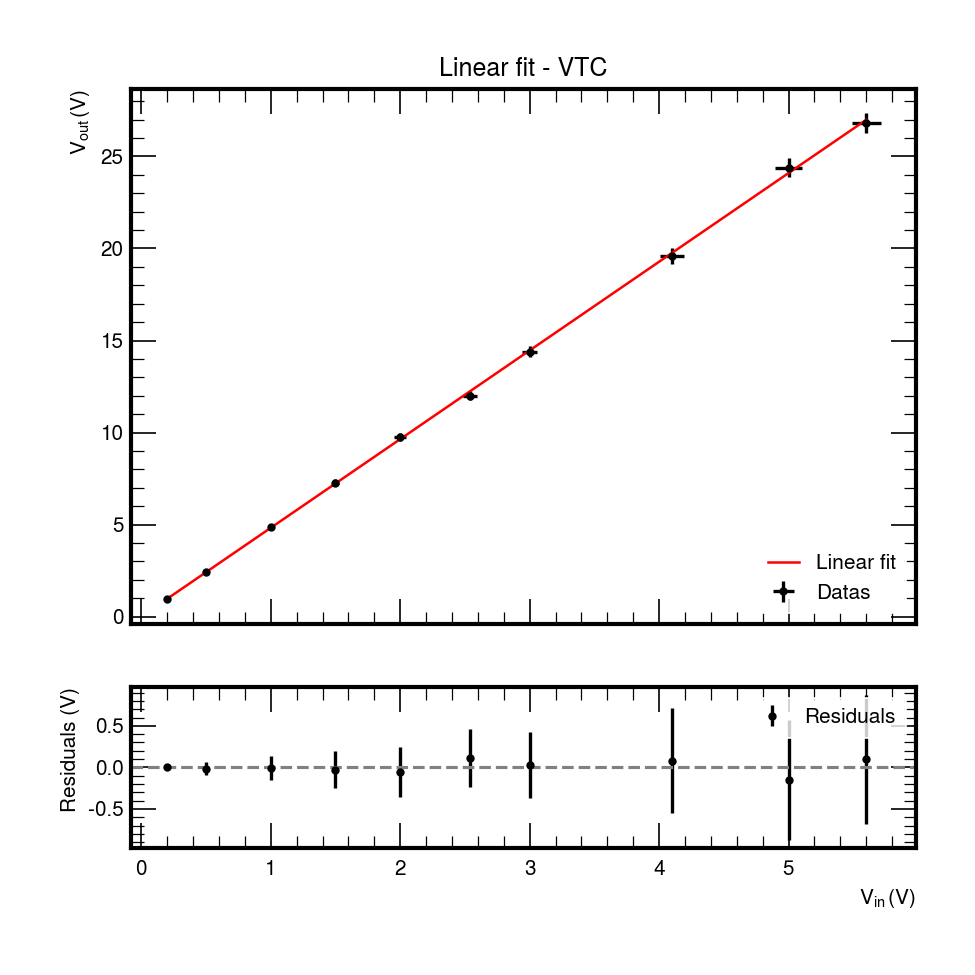 Linear fit - VTC
V_out (V)
25
20
15
10
5
0
Linear fit
Datas
Residuals (V)
0.5
0.0
-0.5
Residuals
0 1 2 3 4 5
V_in (V)